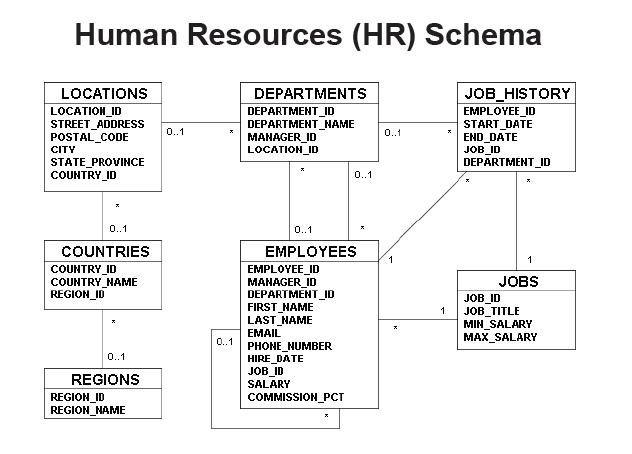 Human Resources (HR) Schema
LOCATIONS
LOCATION_ID
STREET_ADDRESS
POSTAL_CODE
CITY
STATE_PROVINCE
COUNTRY_ID
0..1
*
DEPARTMENTS
DEPARTMENT_ID
DEPARTMENT_NAME
MANAGER_ID
LOCATION_ID
0..1
*
JOB_HISTORY
EMPLOYEE_ID
START_DATE
END_DATE
JOB_ID
DEPARTMENT_ID
*
0..1
*
0..1
0..1
*
*
1
*
1
COUNTRIES
COUNTRY_ID
COUNTRY_NAME
REGION_ID
*
0..1
EMPLOYEES
EMPLOYEE_ID
MANAGER_ID
DEPARTMENT_ID
FIRST_NAME
LAST_NAME
EMAIL
PHONE_NUMBER
HIRE_DATE
JOB_ID
SALARY
COMMISSION_PCT
0..1
*
*
1
JOBS
JOB_ID
JOB_TITLE
MIN_SALARY
MAX_SALARY
REGIONS
REGION_ID
REGION_NAME